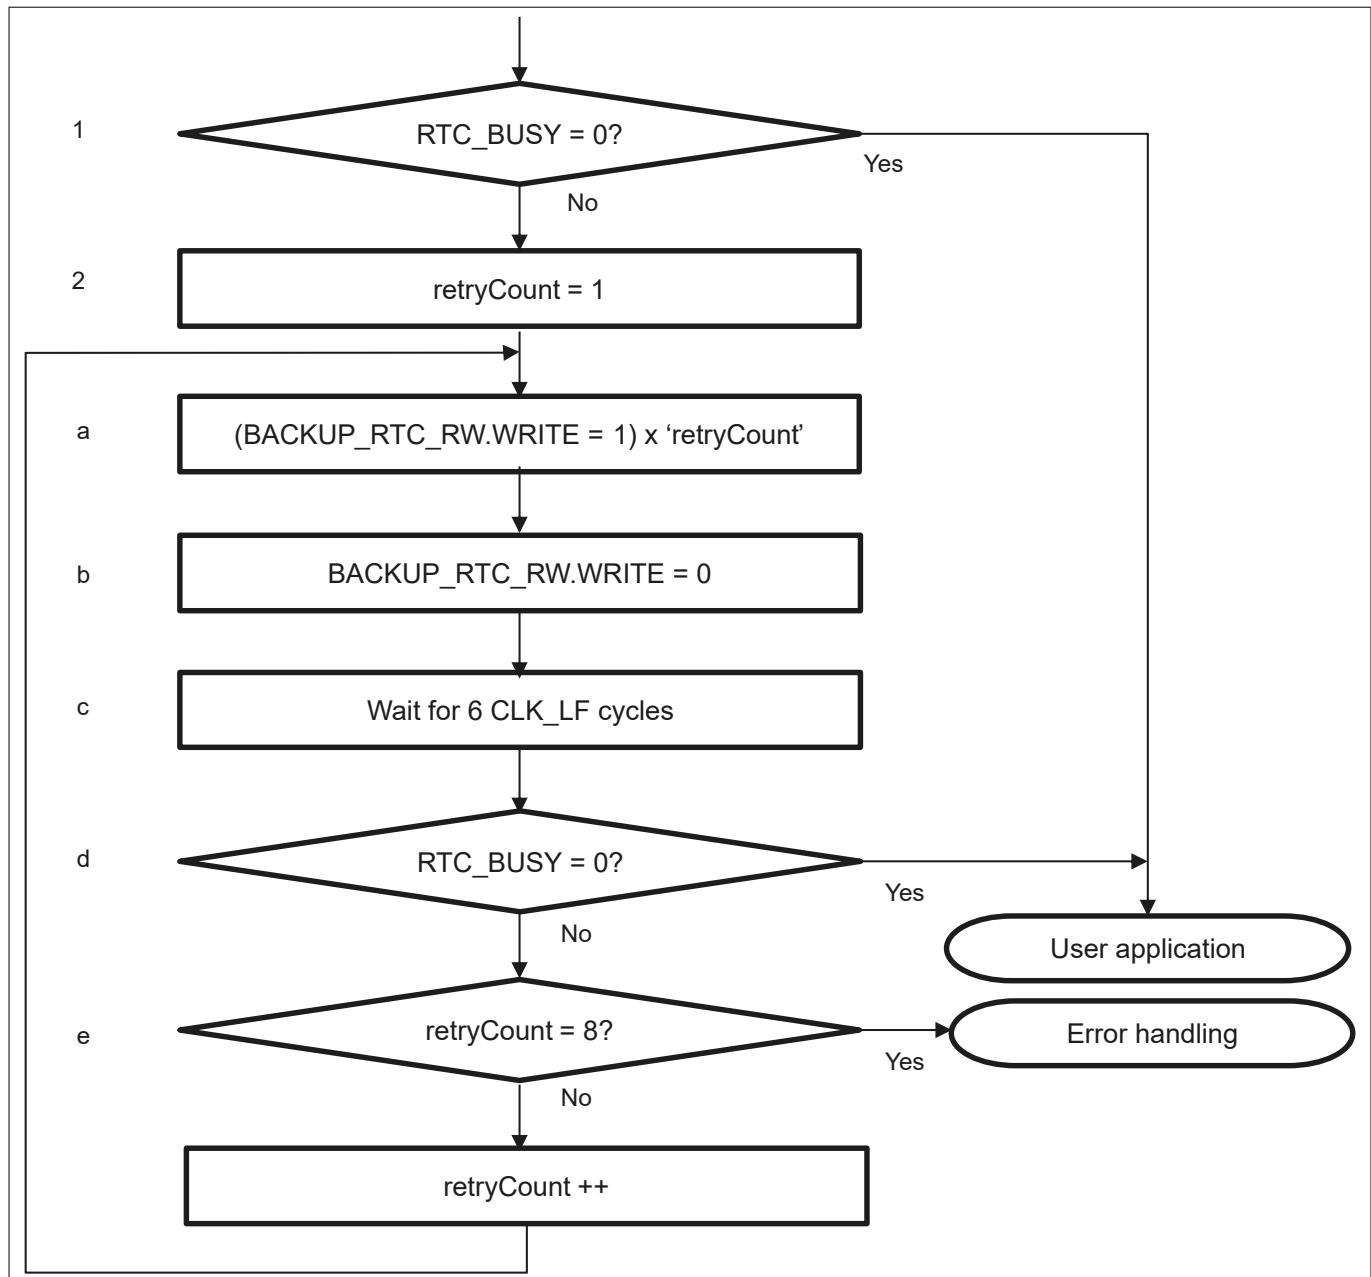 1
RTC_BUSY = 0?
Yes
No
2
retryCount = 1
a
(BACKUP_RTC_RW.WRITE = 1) x ‘retryCount’
b
BACKUP_RTC_RW.WRITE = 0
c
Wait for 6 CLK_LF cycles
d
RTC_BUSY = 0?
Yes
No
User application
e
retryCount = 8?
Yes
Error handling
No
retryCount ++